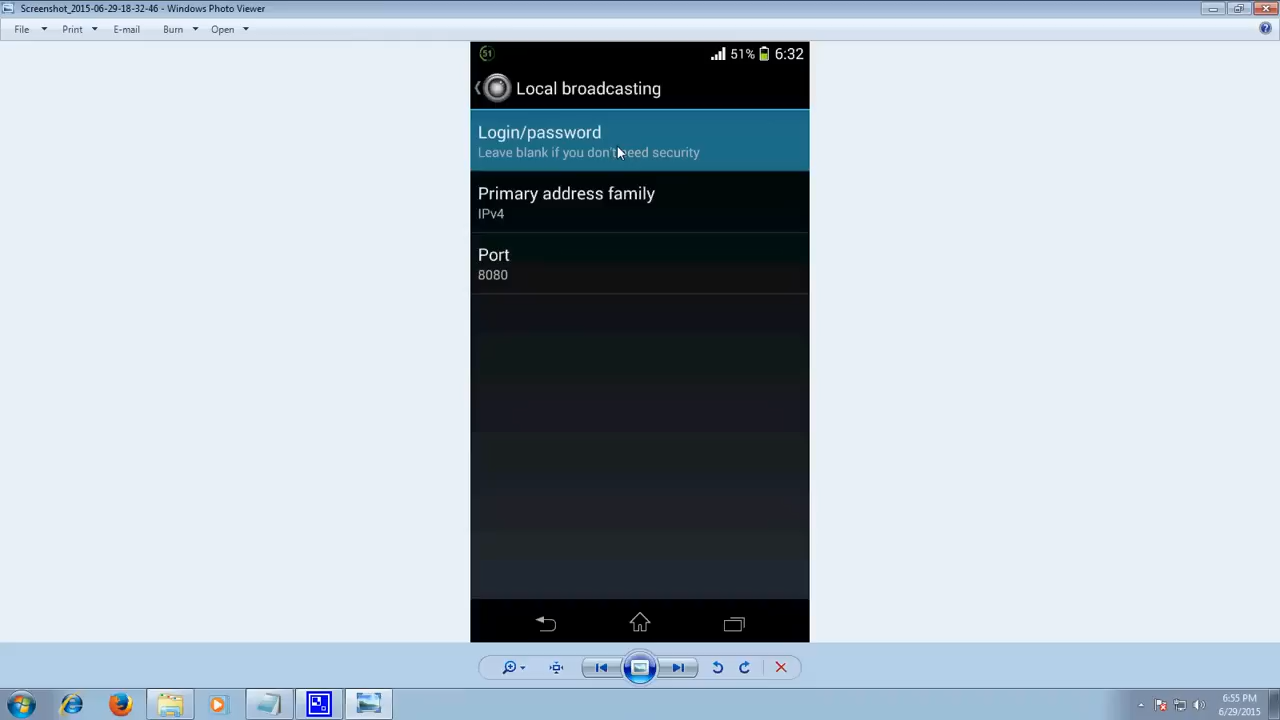 Screenshot_2015-06-29-18-32-46 - Windows Photo Viewer
File Print E-mail Burn Open
51 51% 6:32
Local broadcasting
Login/password
Leave blank if you don't need security
Primary address family
IPv4
Port
8080
6:55 PM
6/29/2015